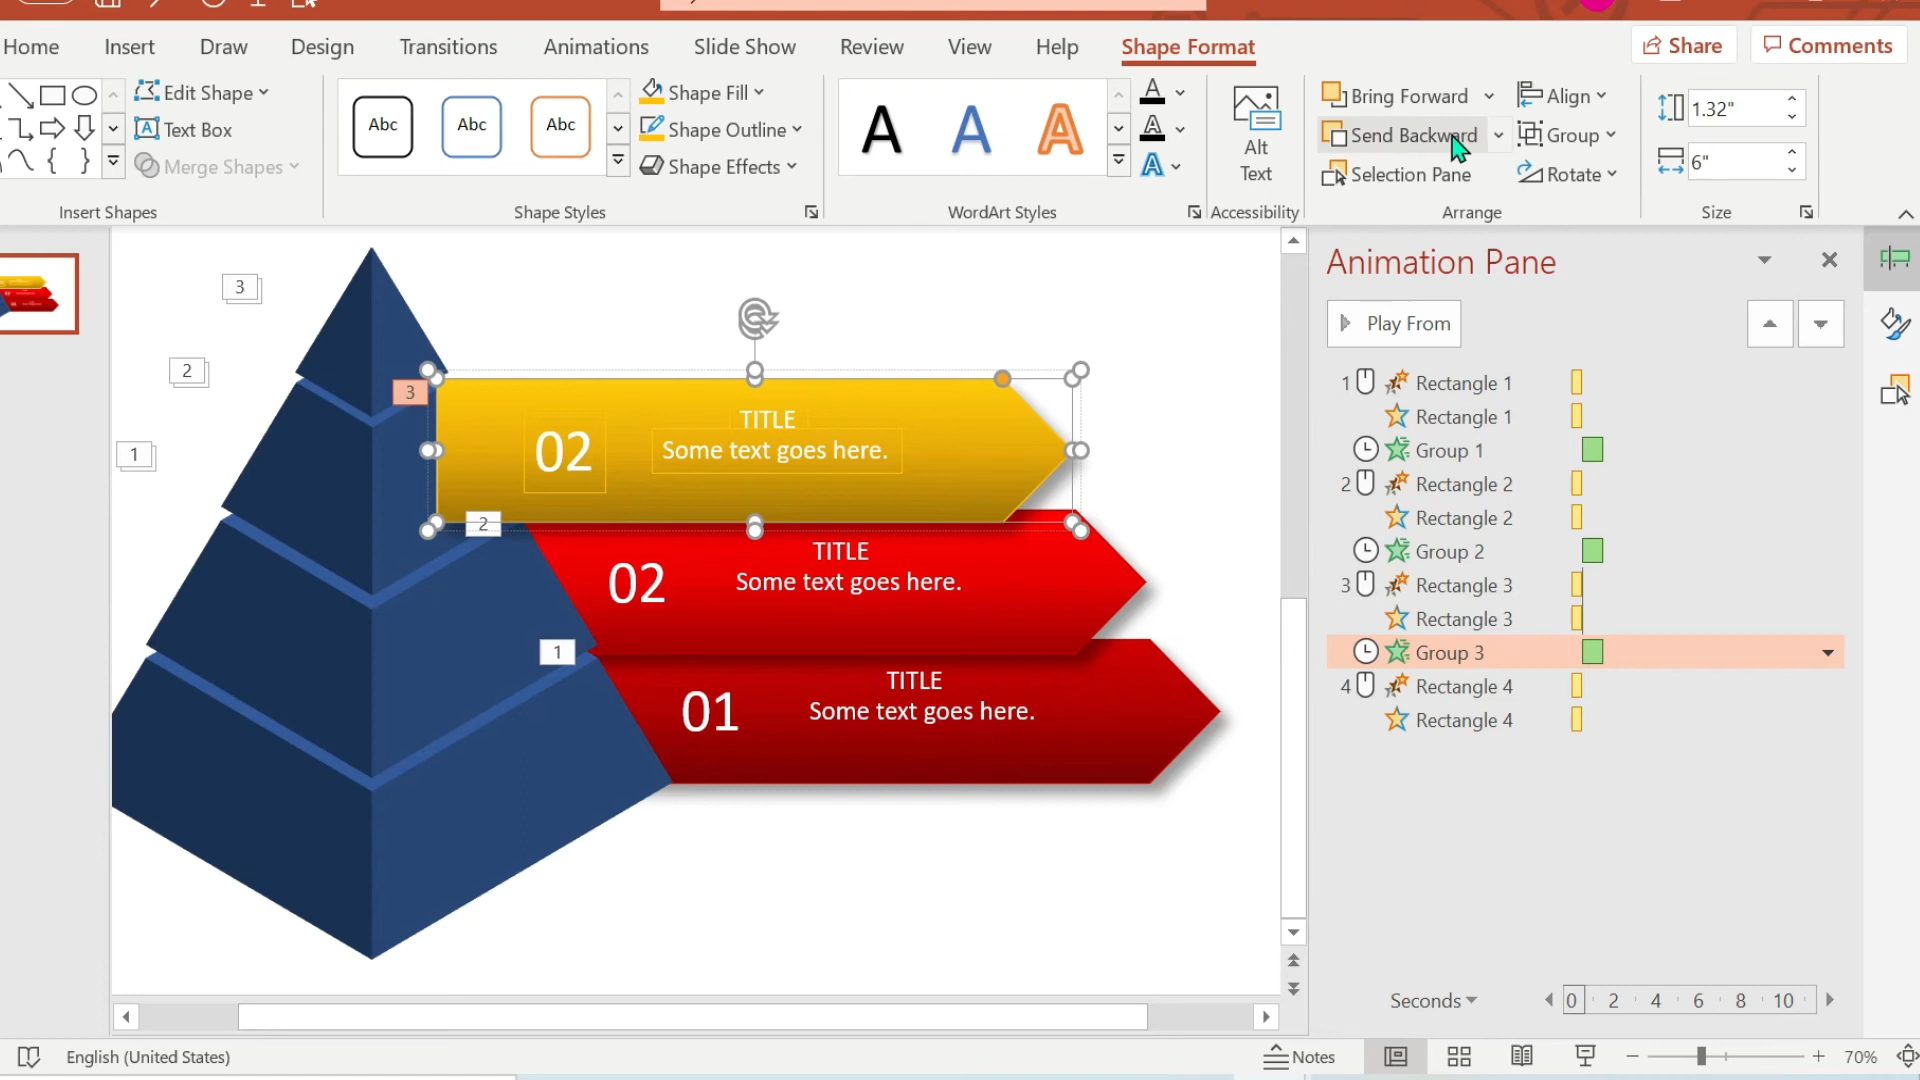 Home Insert Draw Design Transitions Animations Slide Show Review View Help Shape Format Share Comments
Edit Shape
Text Box
Merge Shapes
Insert Shapes
Abc Abc Abc
Shape Fill
Shape Outline
Shape Effects
Shape Styles
A A A
A
A
A
WordArt Styles
Alt
Text
Accessibility
Bring Forward
Send Backward
Selection Pane
Align
Group
Rotate
Arrange
1.32"
6"
Size
3
2
1
3
02
TITLE
Some text goes here.
2
02
TITLE
Some text goes here.
1
01
TITLE
Some text goes here.
Animation Pane
Play From
1 Rectangle 1
Rectangle 1
Group 1
2 Rectangle 2
Rectangle 2
Group 2
3 Rectangle 3
Rectangle 3
Group 3
4 Rectangle 4
Rectangle 4
Seconds 0 2 4 6 8 10
English (United States)
Notes
70%